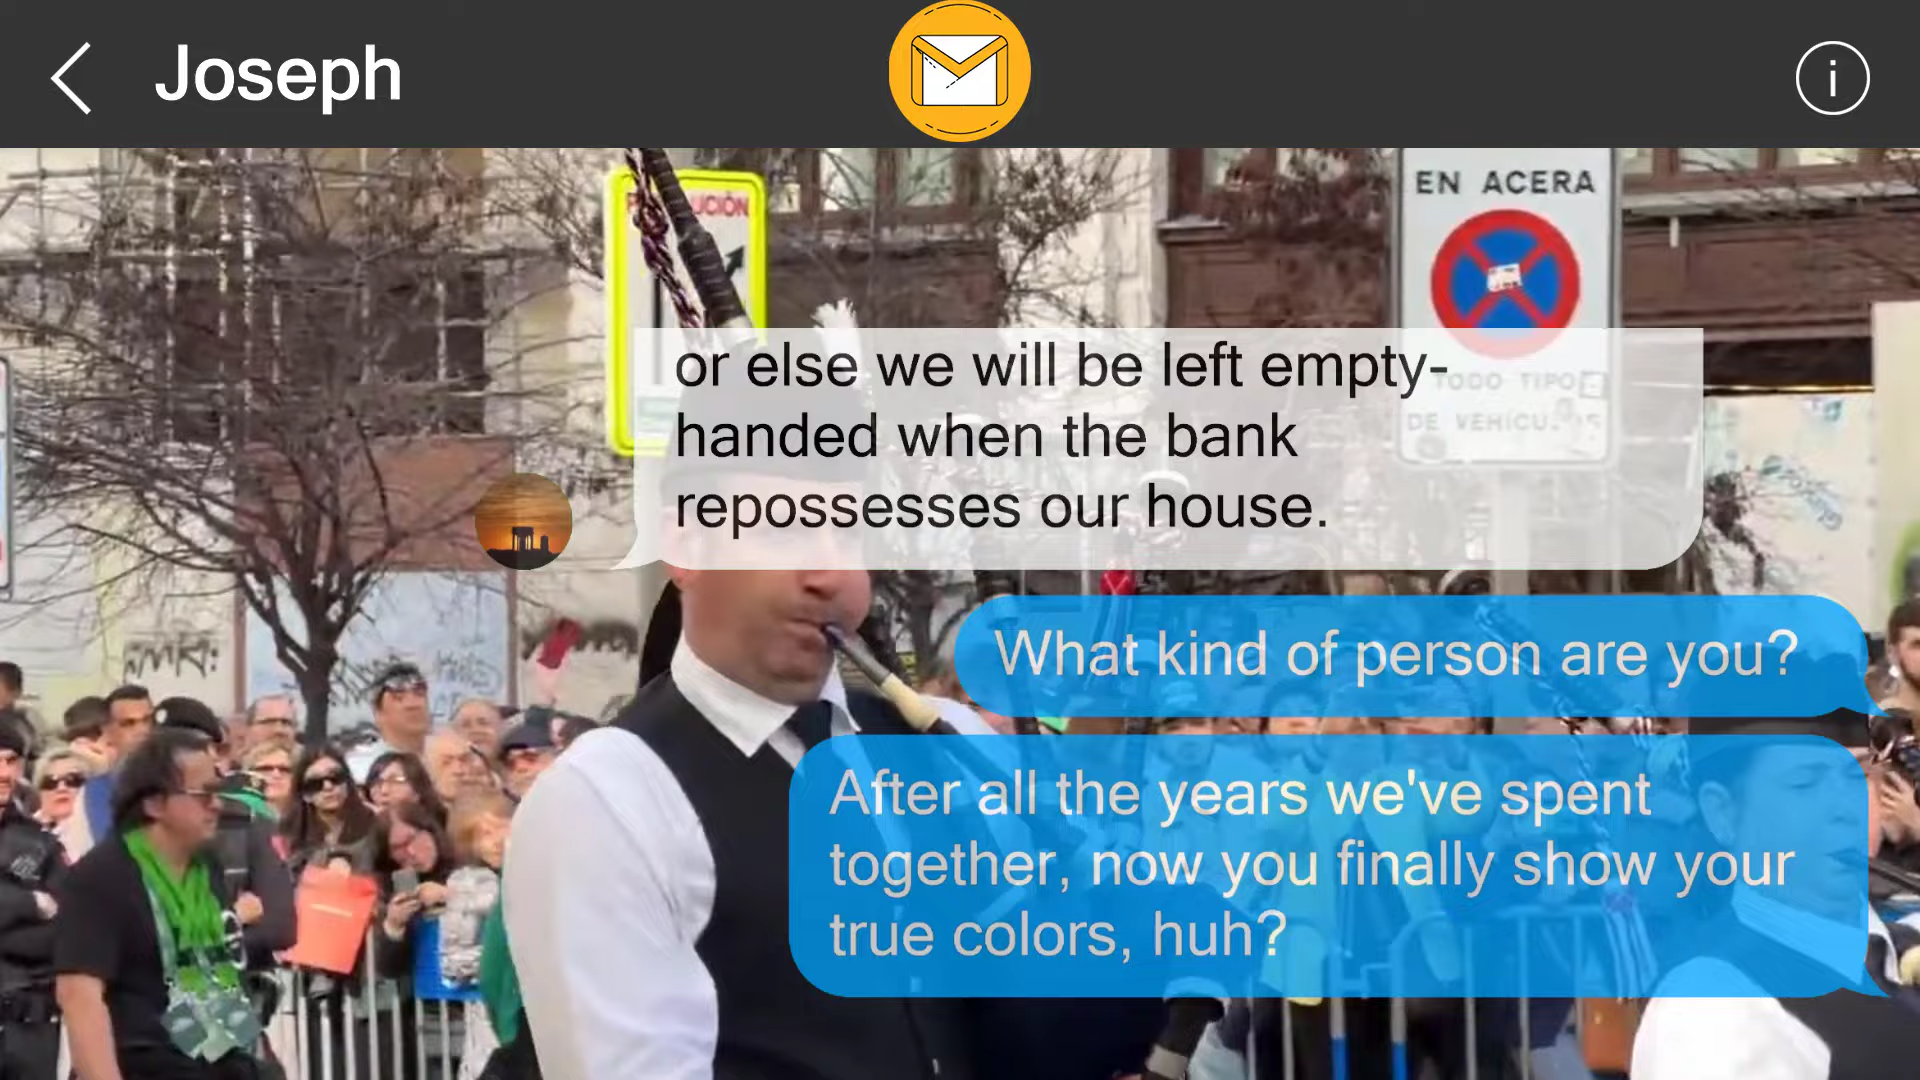 Joseph
EN ACERA
or else we will be left empty-
handed when the bank
repossesses our house.
TODO TIPO
What kind of person are you?
After all the years we've spent
together, now you finally show your
true colors, huh?